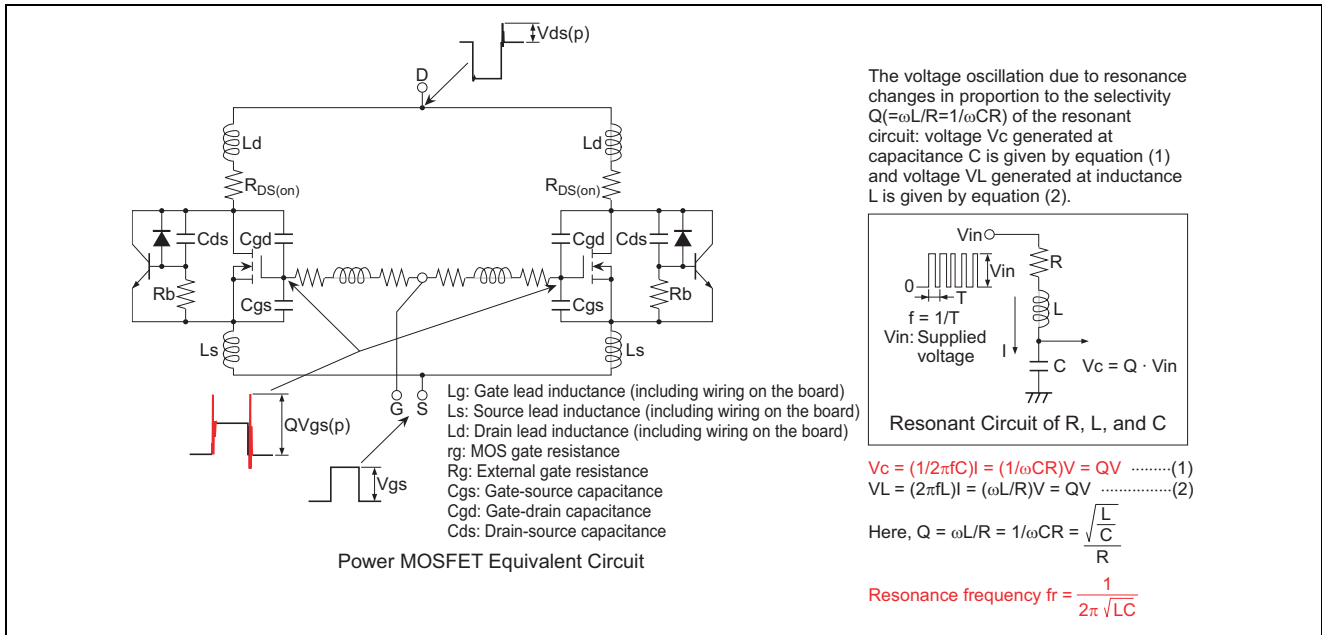 Vds(p)
D
Ld
Ld
RDS(on)
RDS(on)
Cds
Cgd
Cgd
Cds
Rb
Cgs
Cgs
Rb
Ls
Ls
G
S
QVgs(p)
Vgs
Lg: Gate lead inductance (including wiring on the board)
Ls: Source lead inductance (including wiring on the board)
Ld: Drain lead inductance (including wiring on the board)
rg: MOS gate resistance
Rg: External gate resistance
Cgs: Gate-source capacitance
Cgd: Gate-drain capacitance
Cds: Drain-source capacitance
Power MOSFET Equivalent Circuit
The voltage oscillation due to resonance
changes in proportion to the selectivity
Q(=ωL/R=1/ωCR) of the resonant
circuit: voltage Vc generated at
capacitance C is given by equation (1)
and voltage VL generated at inductance
L is given by equation (2).
Vin
R
Vin
0
T
L
f = 1/T
Vin: Supplied
voltage
I
C
Vc = Q · Vin
Resonant Circuit of R, L, and C
Vc = (1/2πfC)I = (1/ωCR)V = QV ·········(1)
VL = (2πfL)I = (ωL/R)V = QV ················(2)
Here, Q = ωL/R = 1/ωCR = √(L/C)/R
Resonance frequency fr = 1/(2π √LC)